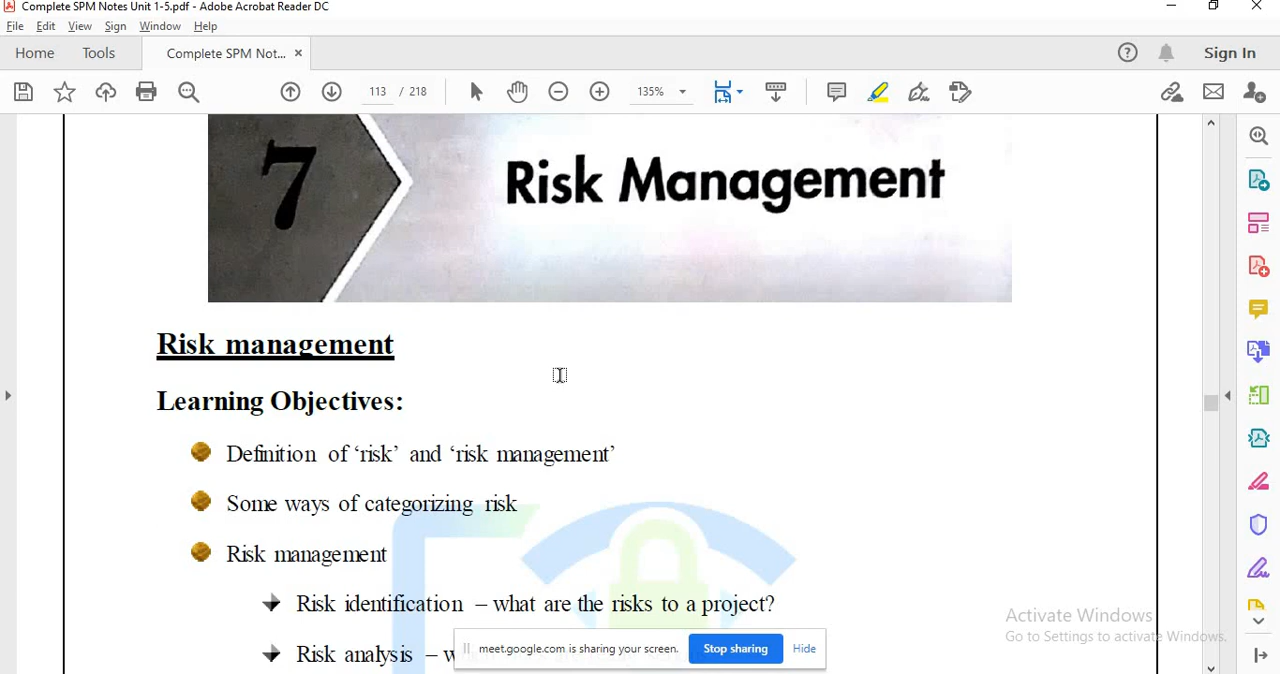 Complete SPM Notes Unit 1-5.pdf - Adobe Acrobat Reader DC
File Edit View Sign Window Help
Home Tools Complete SPM Not... × Sign In
113 / 218 135%
7 Risk Management
Risk management
Learning Objectives:
Definition of ‘risk’ and ‘risk management’
Some ways of categorizing risk
Risk management
Risk identification – what are the risks to a project?
Risk analysis –
Activate Windows
Go to Settings to activate Windows.
meet.google.com is sharing your screen. Stop sharing Hide